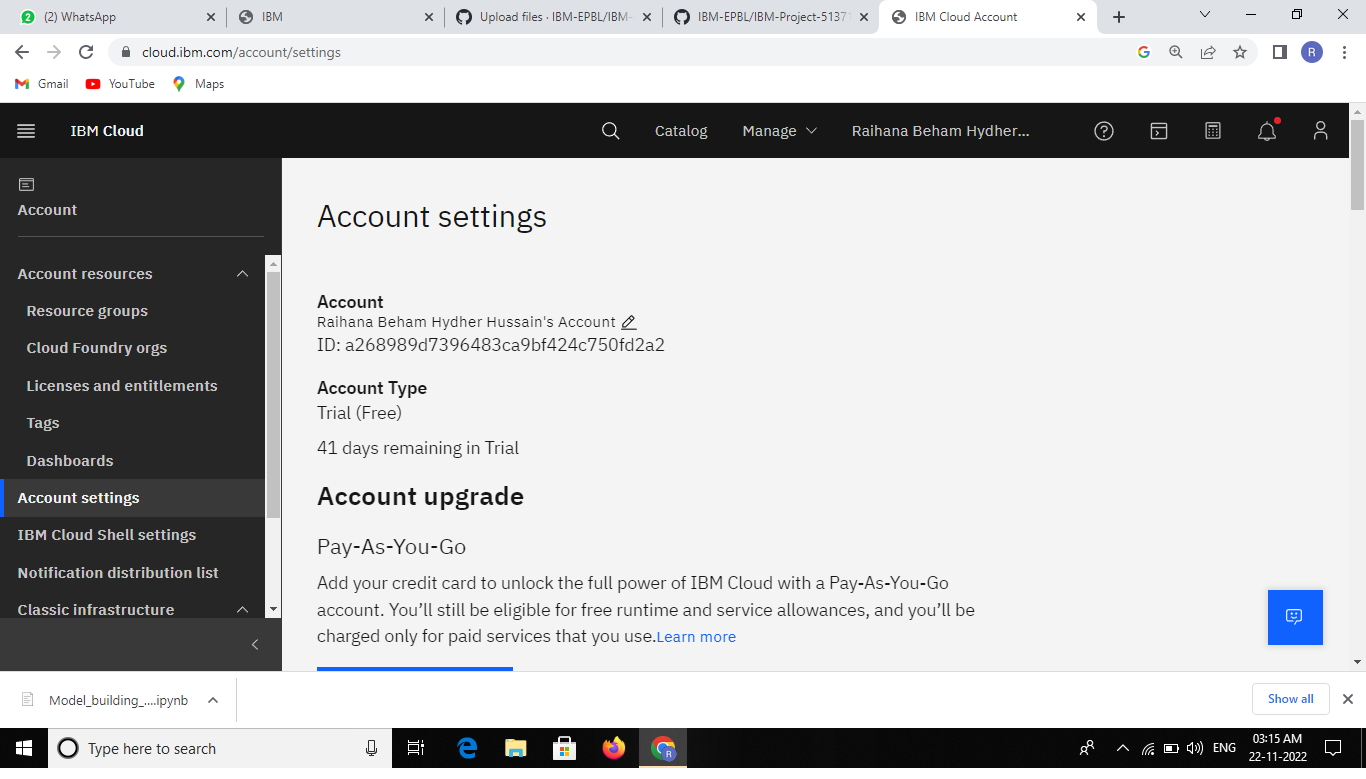 (2) WhatsApp
IBM
Upload files · IBM-EPBL/IBM-
IBM-EPBL/IBM-Project-5137
IBM Cloud Account
cloud.ibm.com/account/settings
R
Gmail
YouTube
Maps
IBM Cloud
Catalog
Manage
Raihana Beham Hydher...
Account
Account resources
Resource groups
Cloud Foundry orgs
Licenses and entitlements
Tags
Dashboards
Account settings
IBM Cloud Shell settings
Notification distribution list
Classic infrastructure
Account settings
Account
Raihana Beham Hydher Hussain's Account
ID: a268989d7396483ca9bf424c750fd2a2
Account Type
Trial (Free)
41 days remaining in Trial
Account upgrade
Pay-As-You-Go
Add your credit card to unlock the full power of IBM Cloud with a Pay-As-You-Go
account. You’ll still be eligible for free runtime and service allowances, and you’ll be
charged only for paid services that you use.Learn more
Model_building_....ipynb
Show all
Type here to search
ENG
03:15 AM
22-11-2022